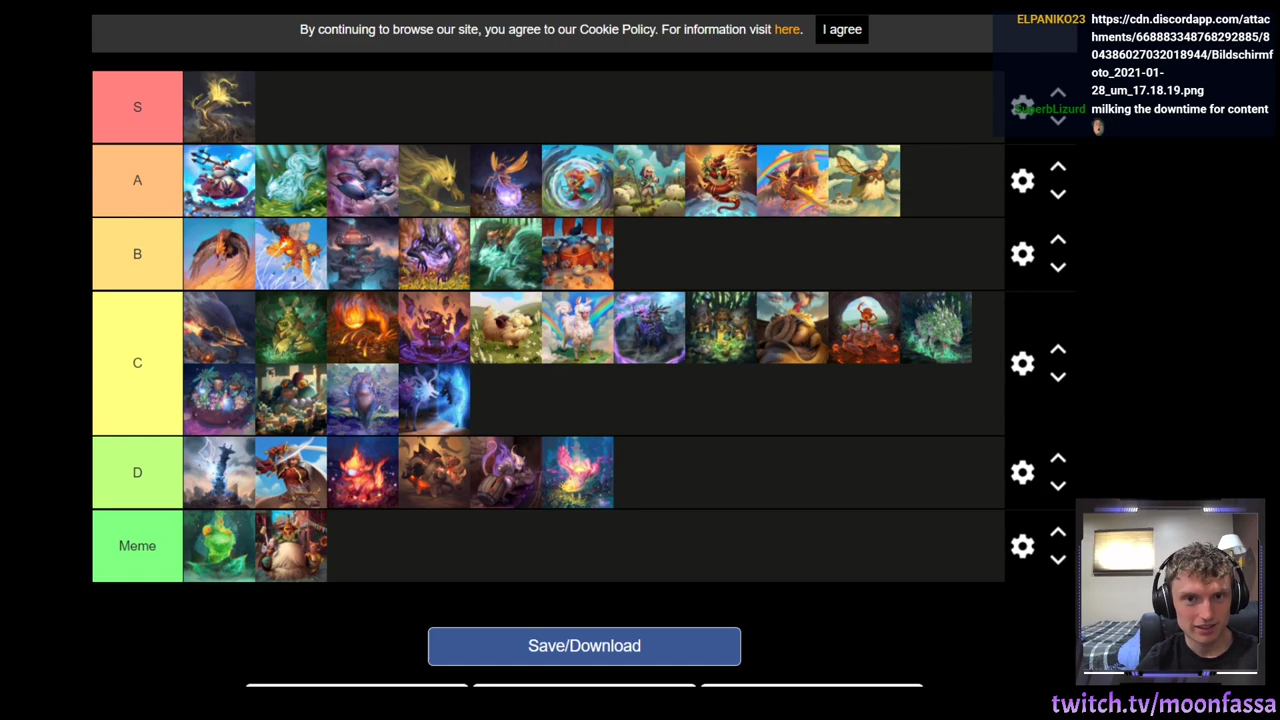 By continuing to browse our site, you agree to our Cookie Policy. For information visit here. I agree
ELPANIKO23 https://cdn.discordapp.com/attac
hments/668883348768292885/8
04386027032018944/Bildschirmf
oto_2021-01-
28_um_17.18.19.png
SuperbLizurd milking the downtime for content
S
A
B
C
D
Meme
Save/Download
twitch.tv/moonfassa